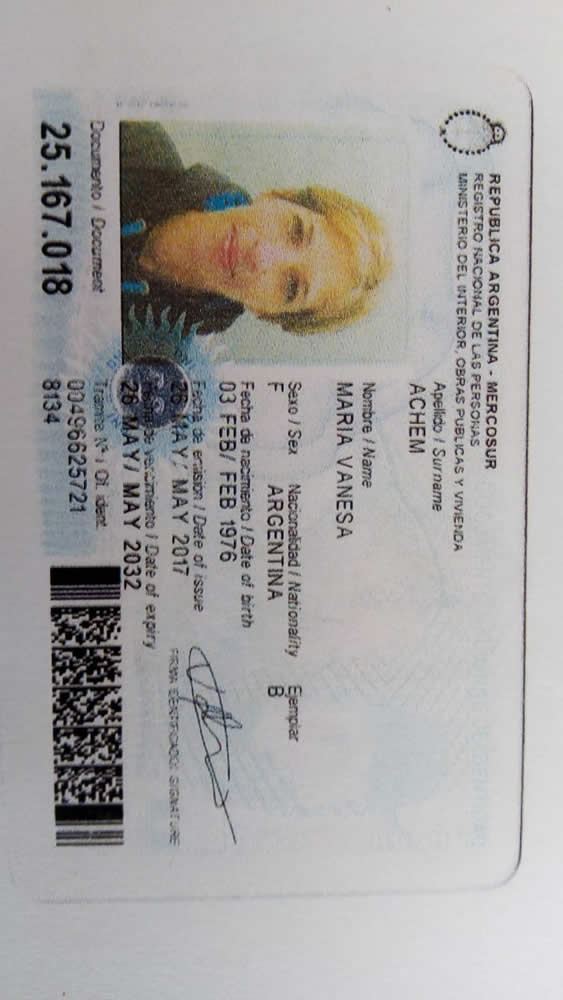 REPUBLICA ARGENTINA - MERCOSUR
REGISTRO NACIONAL DE LAS PERSONAS
MINISTERIO DEL INTERIOR, OBRAS PUBLICAS Y VIVIENDA
Apellido / Surname
ACHEM
Nombre / Name
MARIA VANESA
Sexo / Sex Nacionalidad / Nationality Ejemplar
F ARGENTINA B
Fecha de nacimiento / Date of birth
03 FEB/ FEB 1976
Fecha de emisión / Date of issue
26 MAY/ MAY 2017
Fecha de vencimiento / Date of expiry
26 MAY/ MAY 2032
FIRMA IDENTIFICADO/ SIGNATURE
Documento / Document
25.167.018
Trámite N° / Of. ident.
00496625721
8134